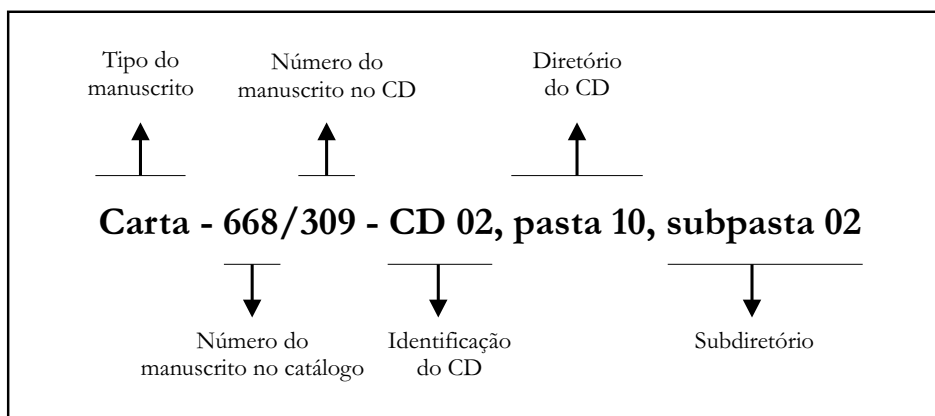 Tipo do
manuscrito
Número do
manuscrito no CD
Diretório
do CD
Carta - 668/309 - CD 02, pasta 10, subpasta 02
Número do
manuscrito no catálogo
Identificação
do CD
Subdiretório